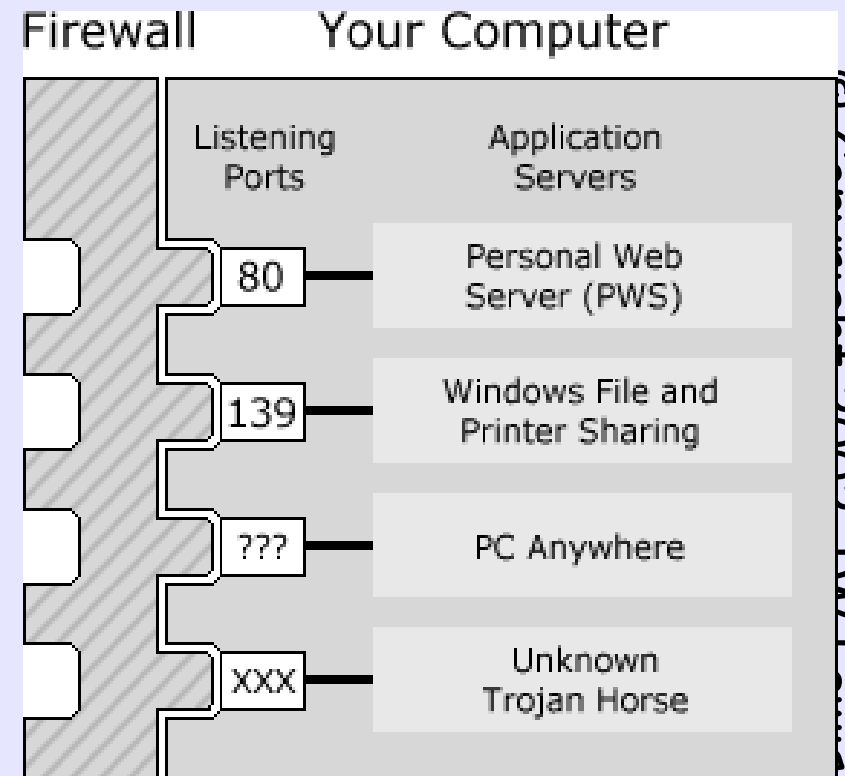 Firewall
Your Computer
Listening
Ports
Application
Servers
80
Personal Web
Server (PWS)
139
Windows File and
Printer Sharing
???
PC Anywhere
XXX
Unknown
Trojan Horse